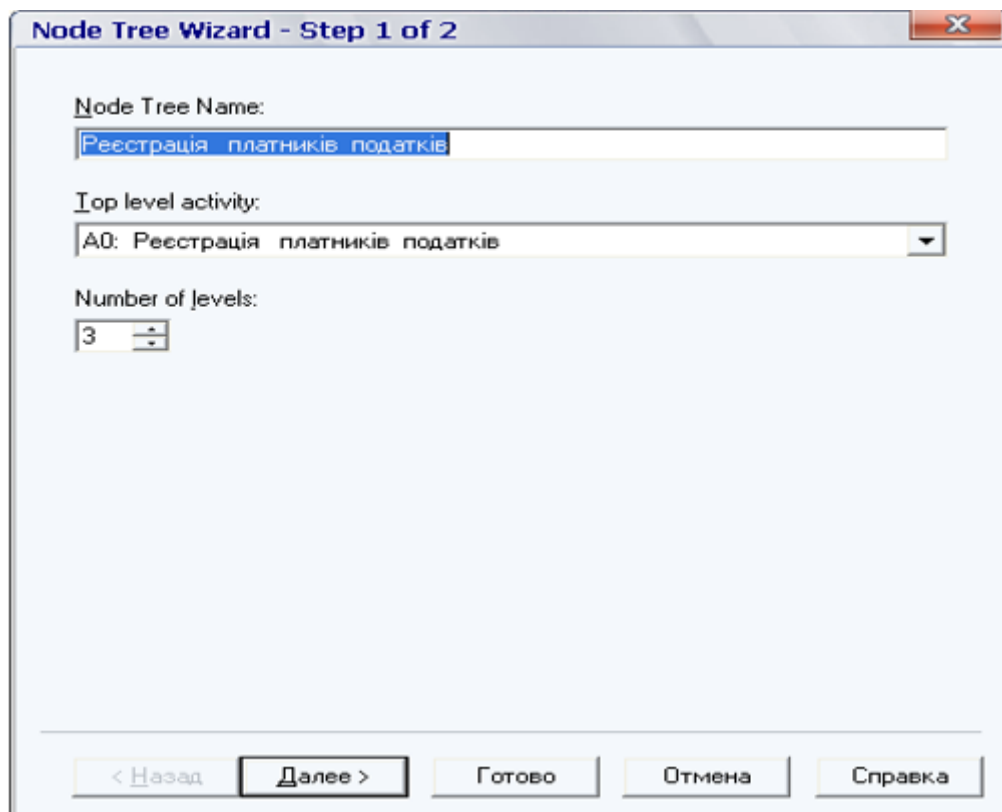 Node Tree Wizard - Step 1 of 2
Node Tree Name:
Реєстрація платників податків
Top level activity:
A0: Реєстрація платників податків
Number of levels:
3
< Назад Далее > Готово Отмена Справка